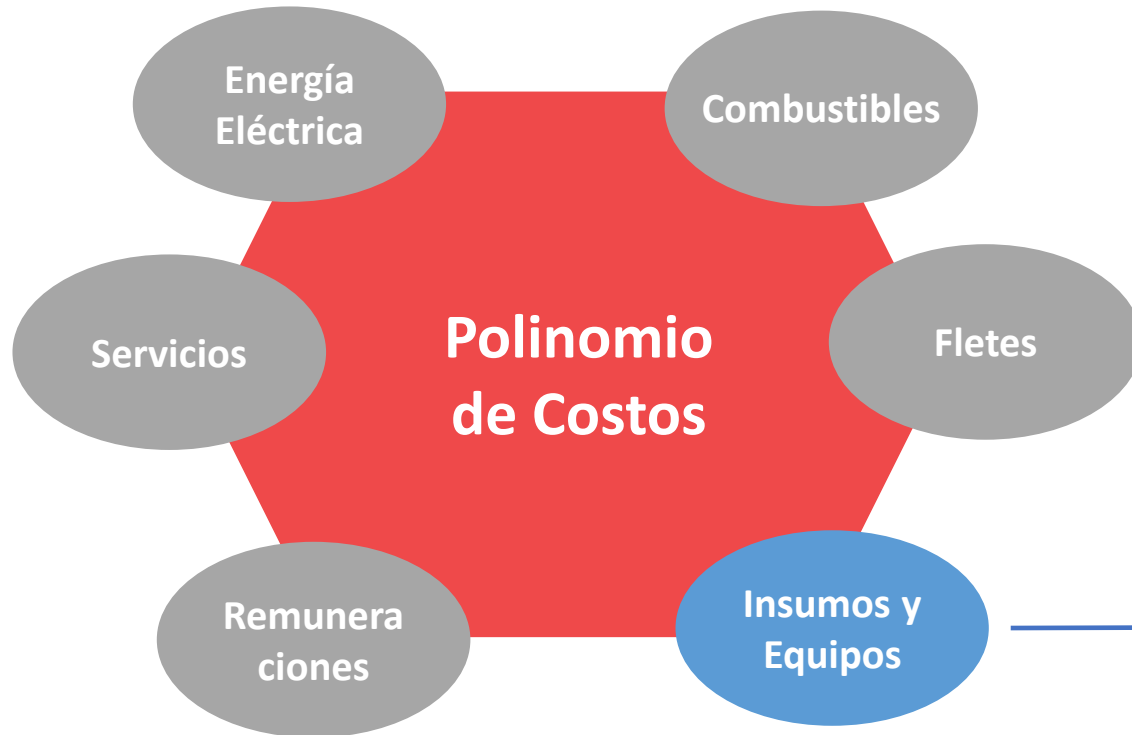 Energía
Eléctrica
Combustibles
Servicios
Polinomio
de Costos
Fletes
Remunera
ciones
Insumos y
Equipos